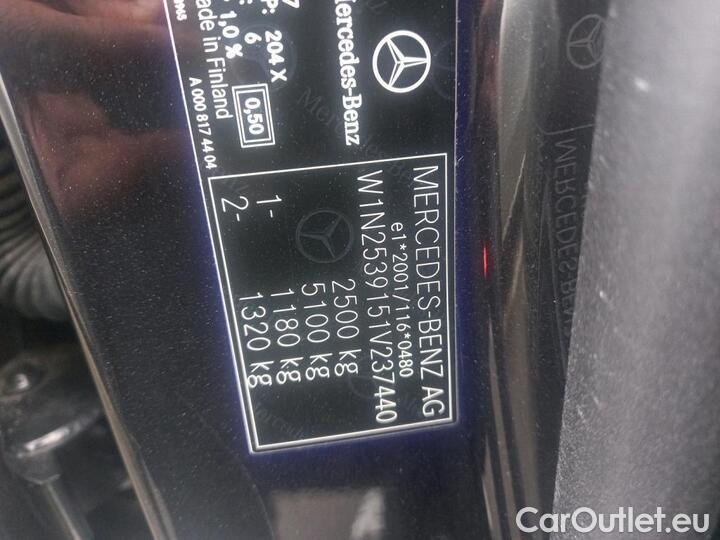 Mercedes-Benz
204 X
6
1,0 %
0,50
ade in Finland
A 000 817 44 04
MERCEDES-BENZ AG
e1*2001/116*0480
W1N2539151V237440
2500 kg
5100 kg
1- 1180 kg
2- 1320 kg
CarOutlet.eu